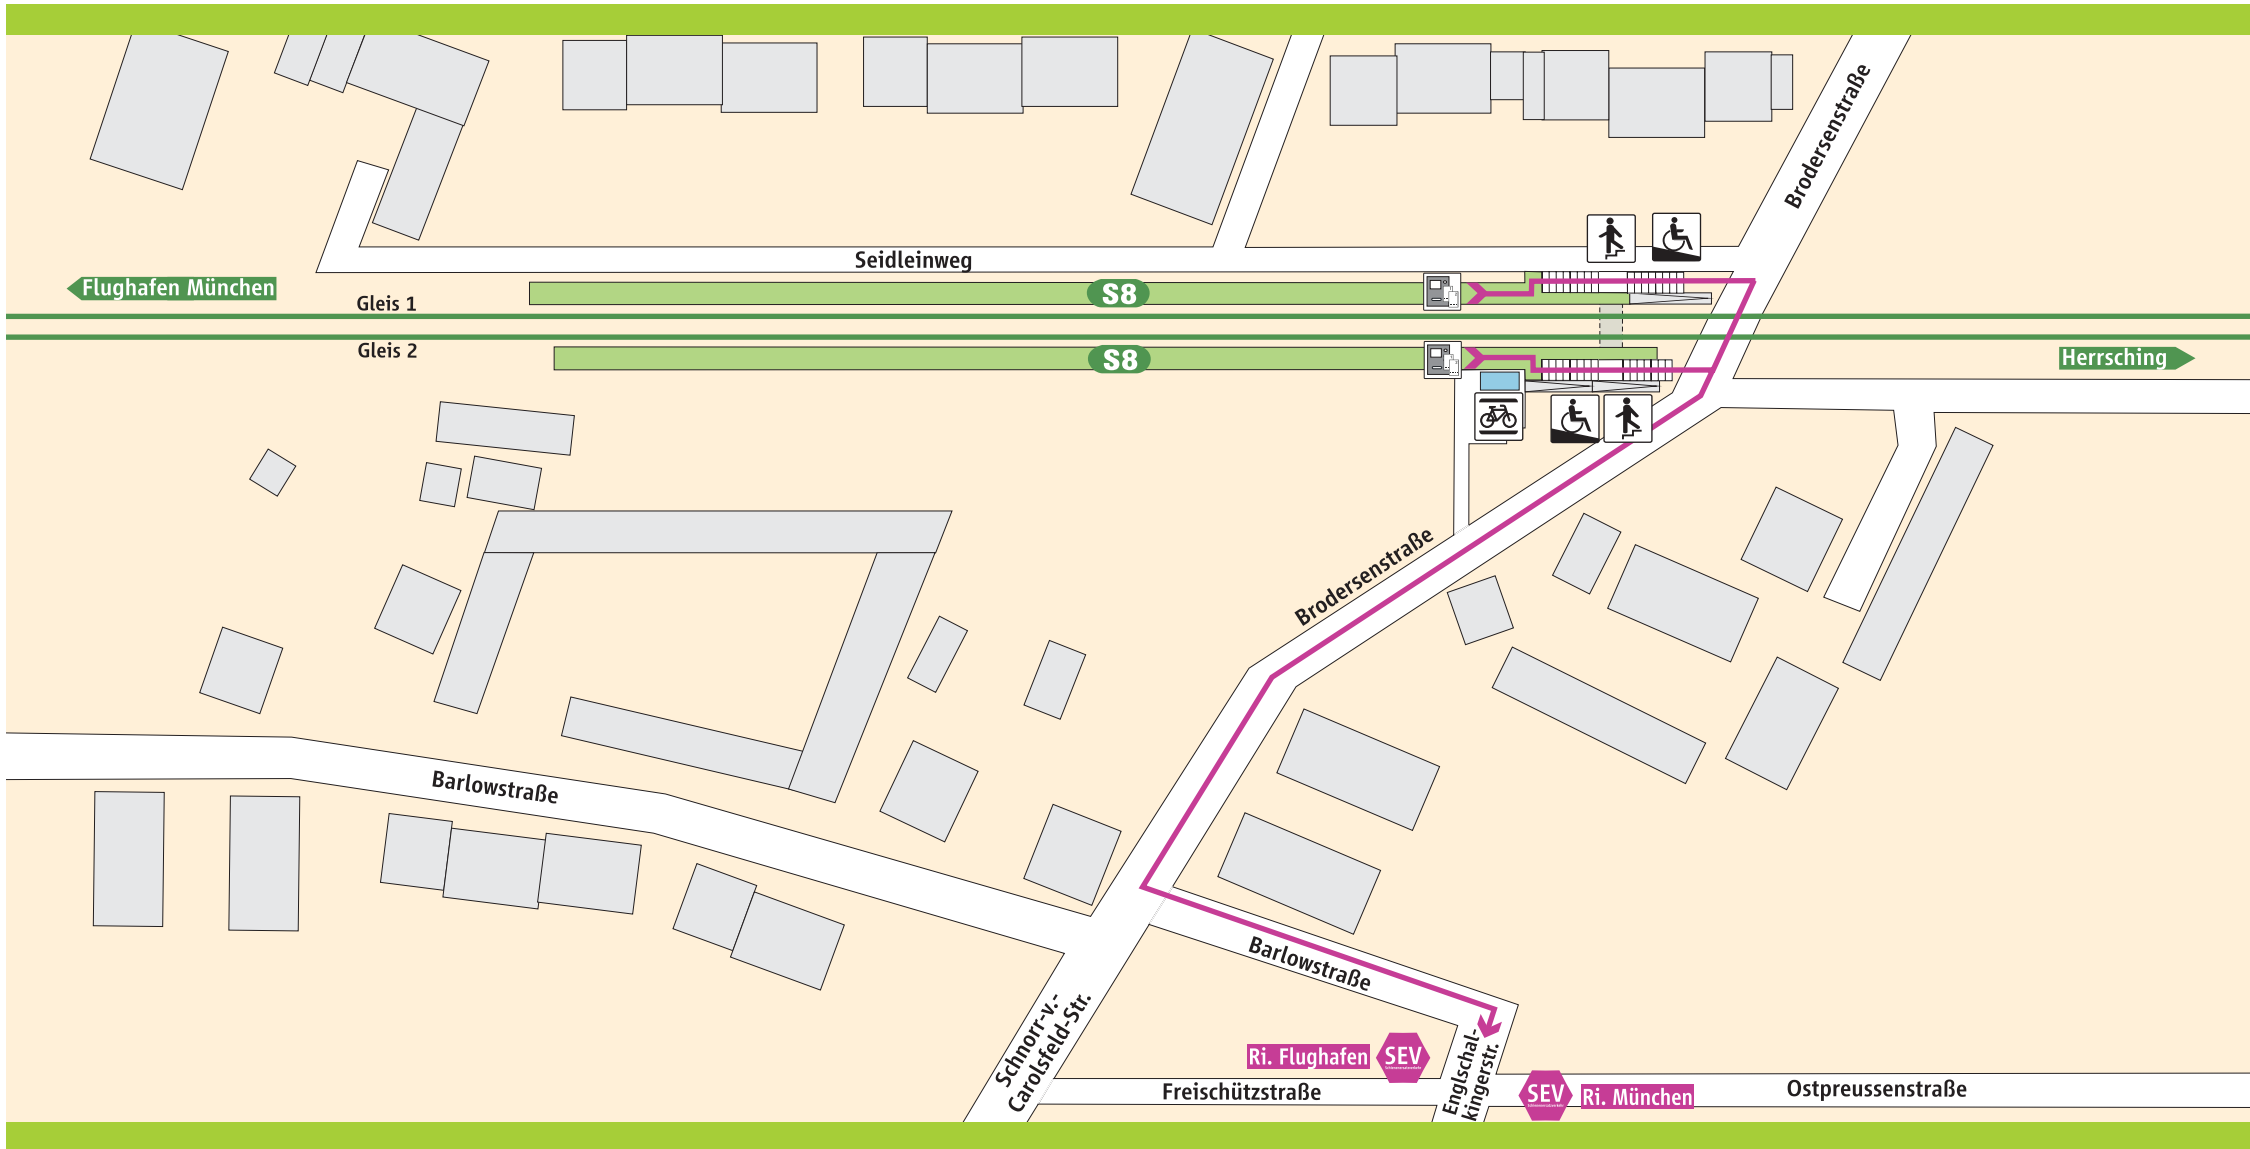 Brodersenstraße
Seidleinweg
Flughafen München
Gleis 1
S8
Gleis 2
S8
Herrsching
Brodersenstraße
Barlowstraße
Barlowstraße
Schnorr-v.-
Carolsfeld-Str.
Ri. Flughafen
SEV
Englschal-
kingerstr.
Freischützstraße
SEV
Ri. München
Ostpreussenstraße